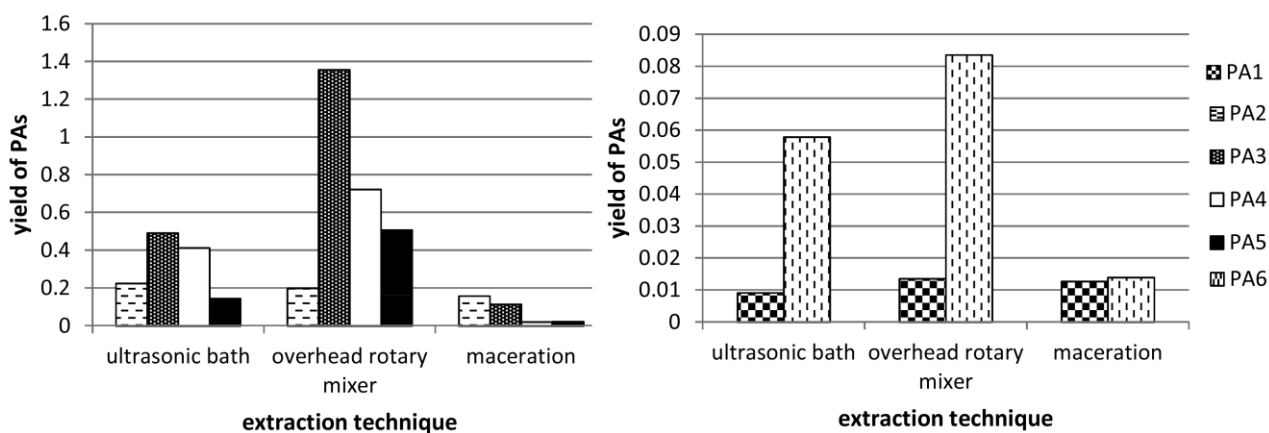 yield of PAs
1.6
1.4
1.2
1
0.8
0.6
0.4
0.2
0
ultrasonic bath
overhead rotary
mixer
maceration
extraction technique
yield of PAs
0.09
0.08
0.07
0.06
0.05
0.04
0.03
0.02
0.01
0
ultrasonic bath
overhead rotary
mixer
maceration
extraction technique
PA1
PA2
PA3
PA4
PA5
PA6